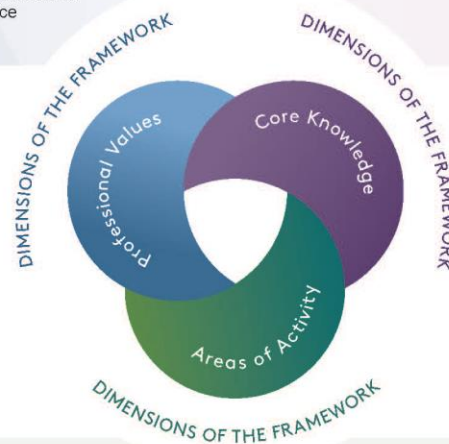 ce
DIMENSIONS OF THE FRAMEWORK
DIMENSIONS OF THE FRAMEWORK
Professional Values
Core Knowledge
Areas of Activity
DIMENSIONS OF THE FRAMEWORK